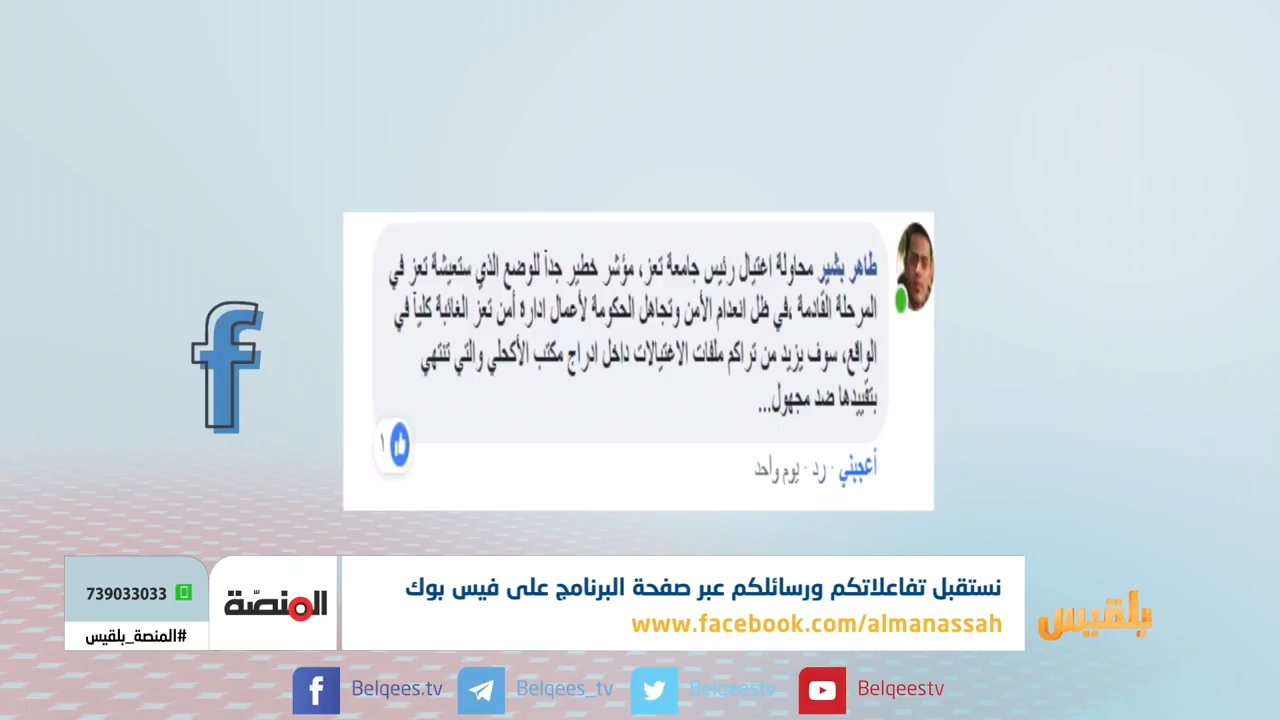 طاهر بشير محاولة اغتيال رئيس جامعة تعز، مؤشر خطير جداً للوضع الذي ستعيشة تعز في
المرحلة القادمة ،في ظل انعدام الأمن وتجاهل الحكومة لأعمال اداره أمن تعز الغائبة كلياً في
الواقع، سوف يزيد من تراكم ملفات الاغتيالات داخل ادراج مكتب الأكحلي والتي تنتهي
بتقييدها ضد مجهول...
١
أعجبني · رد · يوم واحد
نستقبل تفاعلاتكم ورسائلكم عبر صفحة البرنامج على فيس بوك
www.facebook.com/almanassah
المنصّة
739033033
#المنصة_بلقيس
بلقيس
Belqees.tv
Belqees_tv
Belqeestv
Belqeestv